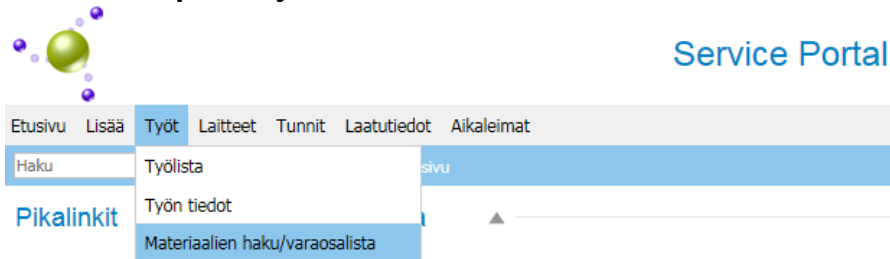 Service Portal
Etusivu Lisää Työt Laitteet Tunnit Laatutiedot Aikaleimat
Haku
Työlista
Työn tiedot
Pikalinkit
Materiaalien haku/varaosalista